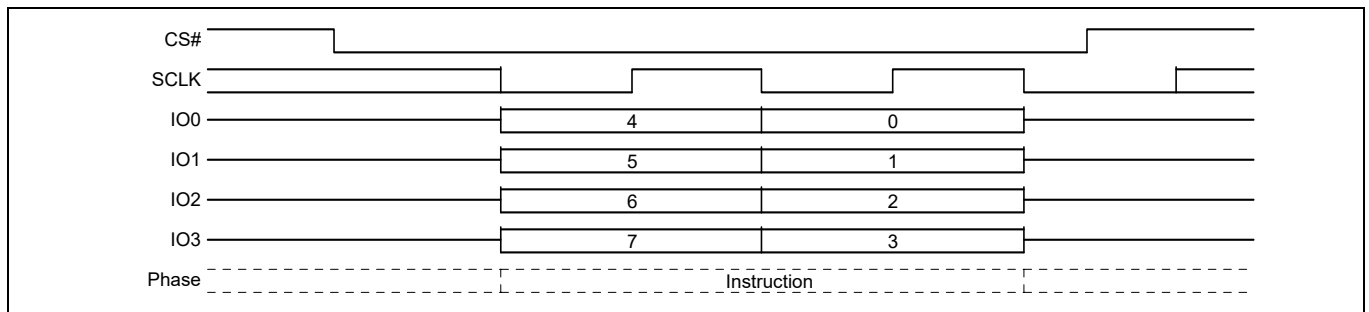 CS#
SCLK
IO0 4 0
IO1 5 1
IO2 6 2
IO3 7 3
Phase Instruction